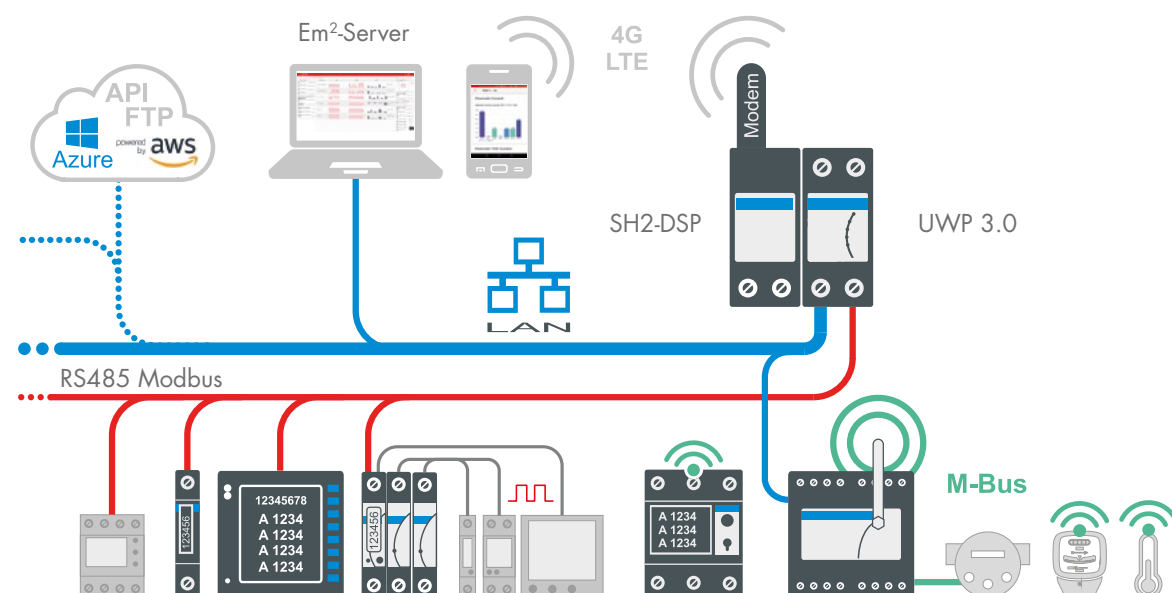 Em²-Server
4G
LTE
API
FTP
Azure
powered
by
aws
Modem
SH2-DSP
UWP 3.0
LAN
RS485 Modbus
M-Bus
123456
12345678
A 1234
A 1234
A 1234
A 1234
123456
A 1234
A 1234
A 1234